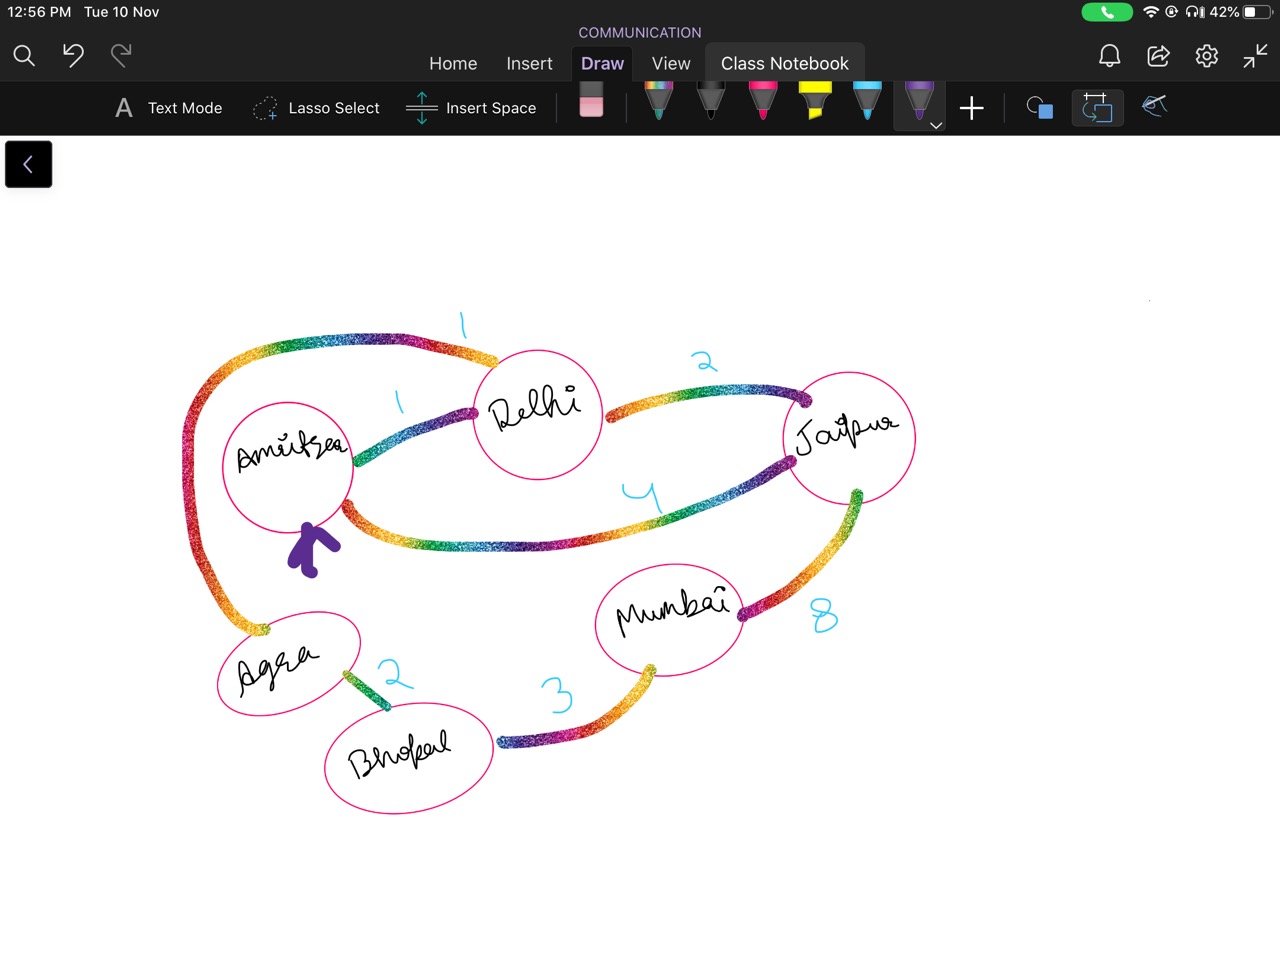 12:56 PM Tue 10 Nov 42%
COMMUNICATION
Home Insert Draw View Class Notebook
A Text Mode Lasso Select Insert Space
1
1
2
Delhi
Jaipur
4
Mumbai
8
Agra
2
3
Bhopal